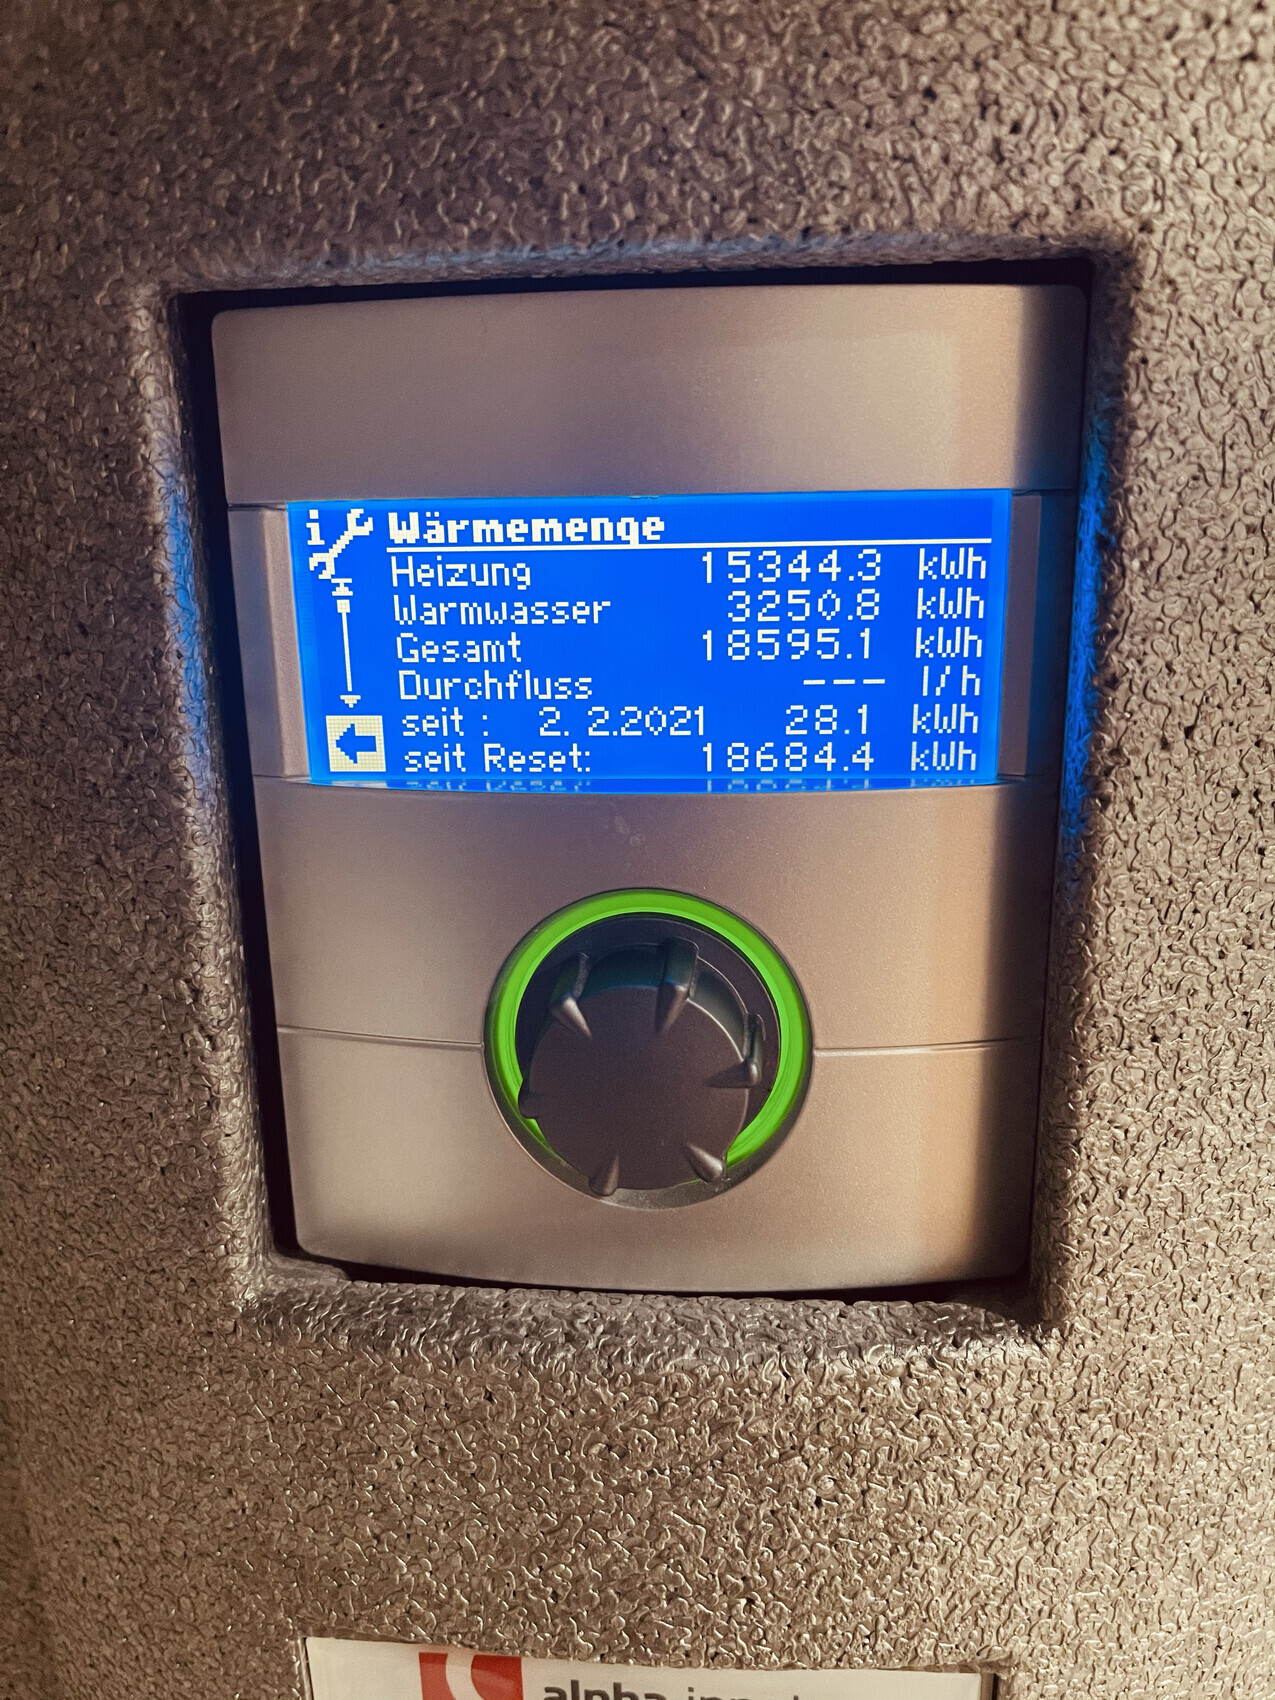 i Wärmemenge
Heizung 15344.3 kWh
Warmwasser 3250.8 kWh
Gesamt 18595.1 kWh
Durchfluss --- l/h
seit : 2. 2.2021 28.1 kWh
seit Reset: 18684.4 kWh
alpha